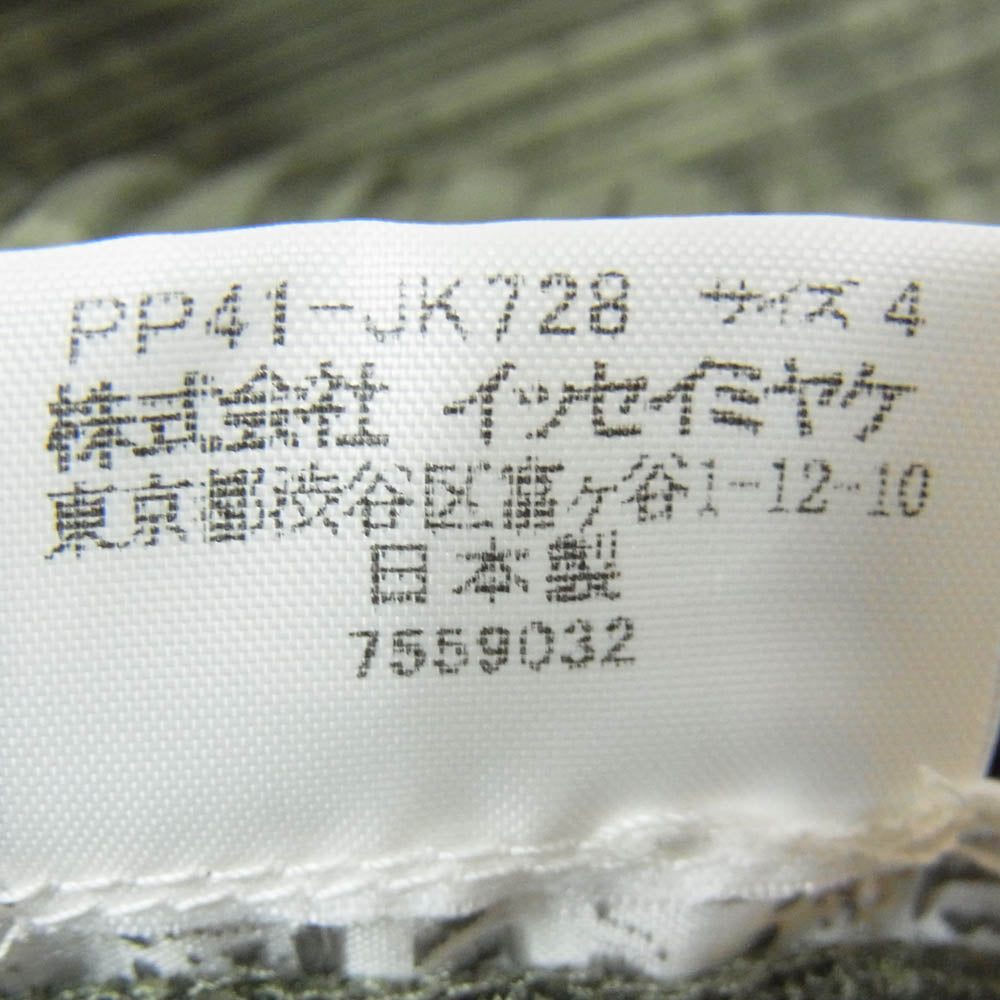 PP41-JK728 サイズ 4
株式会社 イッセイミヤケ
東京都渋谷区富ヶ谷1-12-10
日本製
7559032